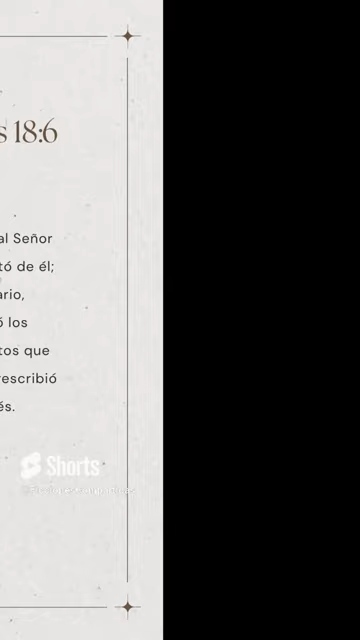 s 18:6
al Señor
tó de él;
ario,
ó los
tos que
rescribió
és.
Shorts